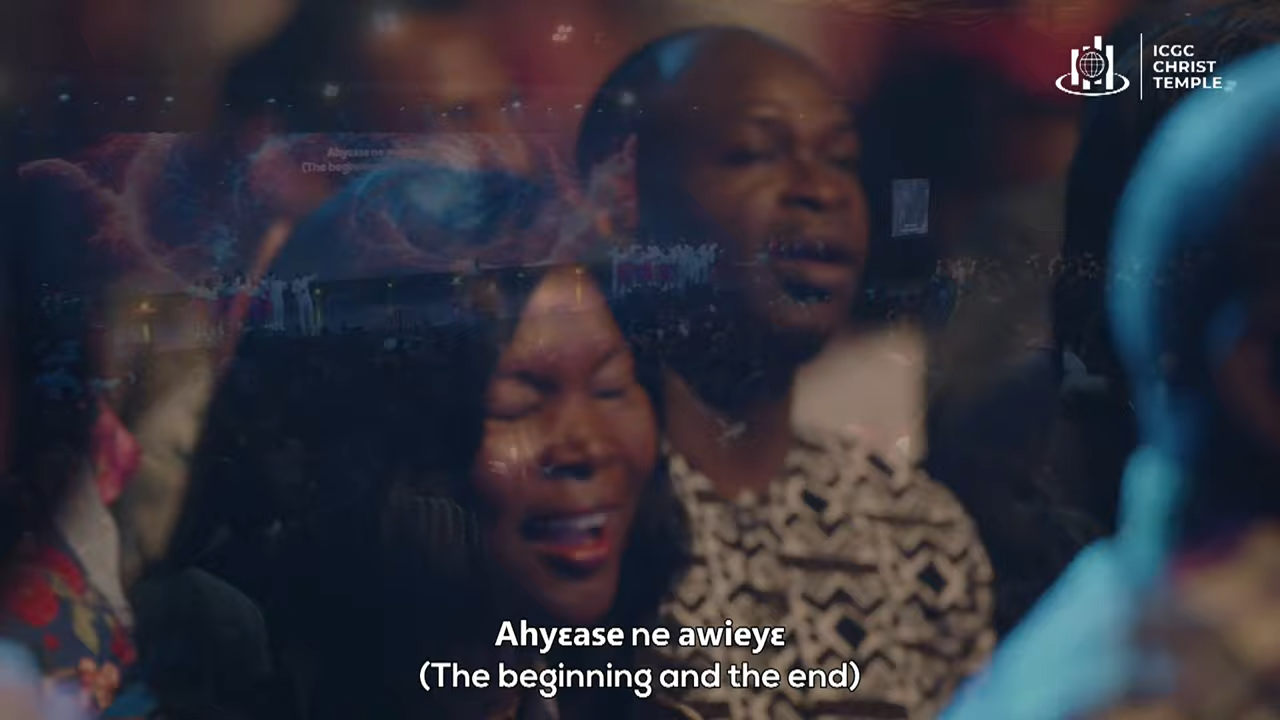 ICGC
CHRIST
TEMPLE
Ahyɛase ne awieyɛ
(The beginning and the end)